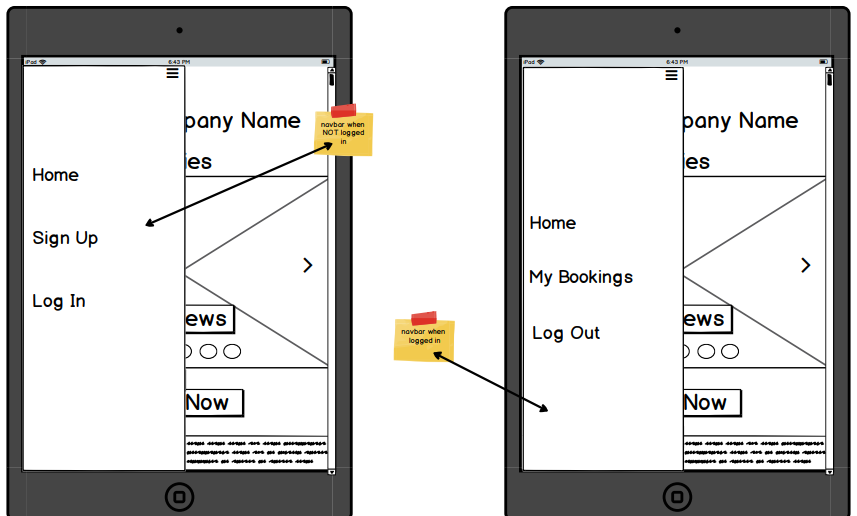 iPad 6:43 PM
pany Name
ies
Home
Sign Up
Log In
ews
Now
navbar when
NOT logged
in
navbar when
logged in
iPad 6:43 PM
pany Name
ies
Home
My Bookings
Log Out
ews
Now